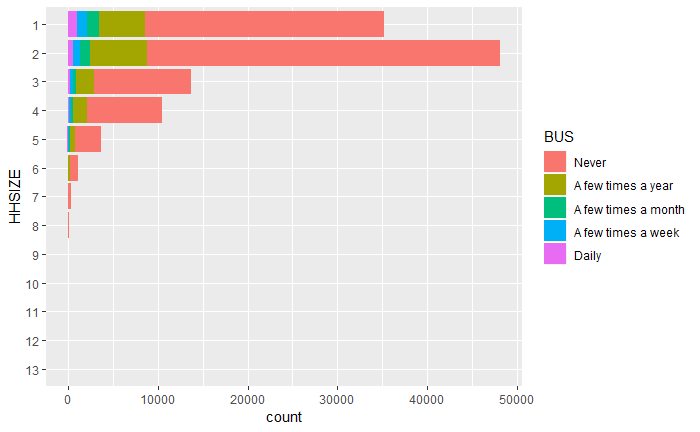 HHSIZE
1
2
3
4
5
6
7
8
9
10
11
12
13
0 10000 20000 30000 40000 50000
count
BUS
Never
A few times a year
A few times a month
A few times a week
Daily